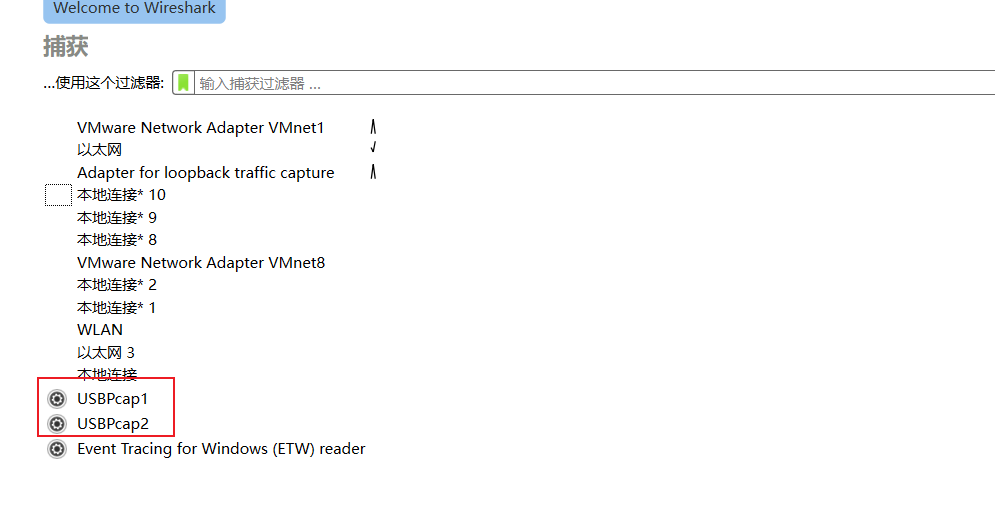 Welcome to Wireshark
捕获
...使用这个过滤器: 输入捕获过滤器 ...
VMware Network Adapter VMnet1
以太网
Adapter for loopback traffic capture
本地连接* 10
本地连接* 9
本地连接* 8
VMware Network Adapter VMnet8
本地连接* 2
本地连接* 1
WLAN
以太网 3
本地连接
USBPcap1
USBPcap2
Event Tracing for Windows (ETW) reader